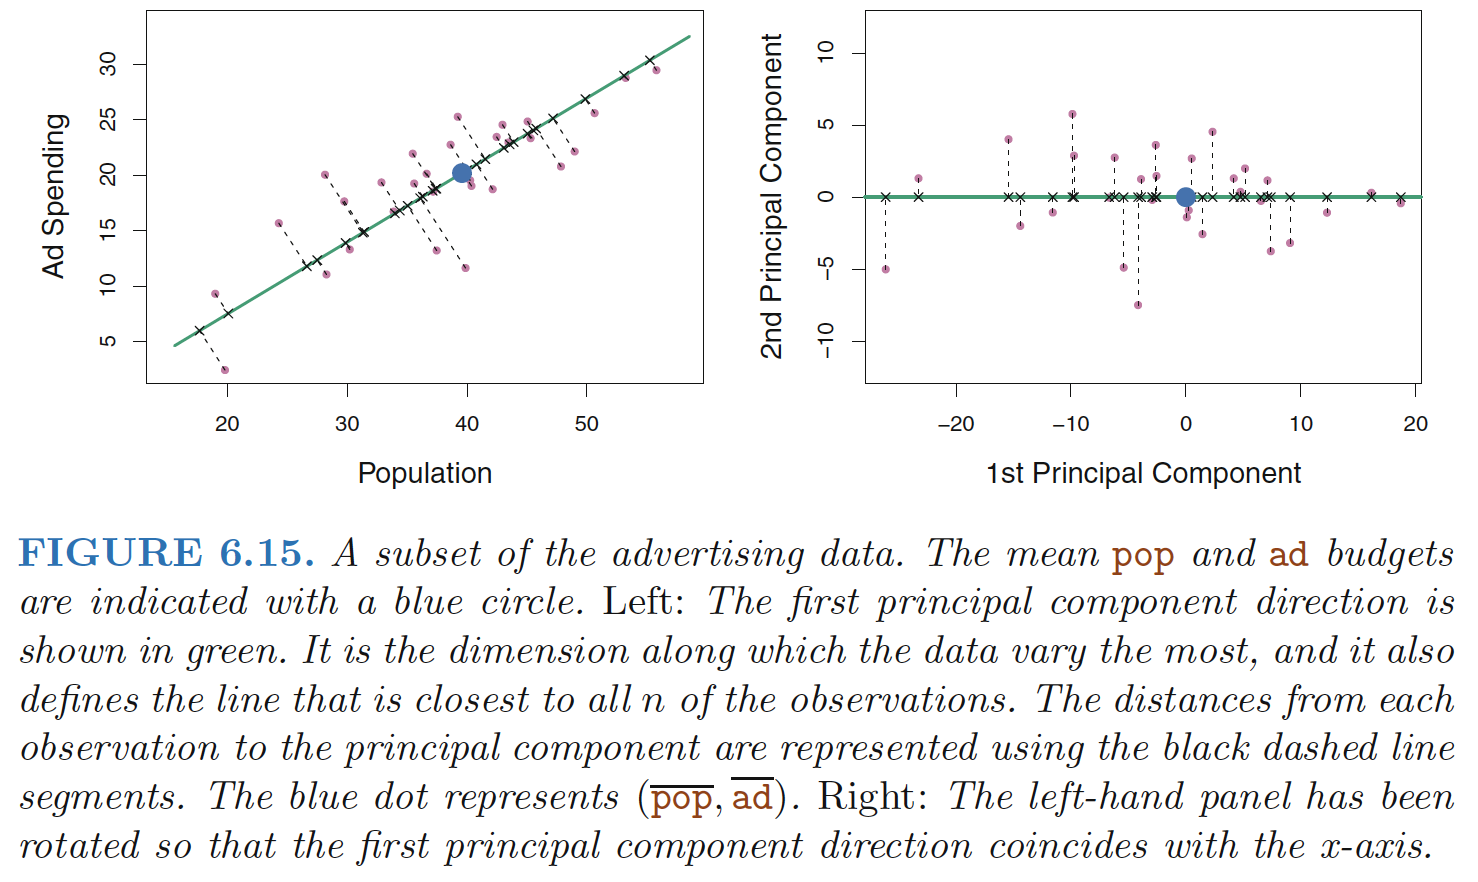 Ad Spending
30
25
20
15
10
5
20 30 40 50
Population
2nd Principal Component
10
5
0
−5
−10
−20 −10 0 10 20
1st Principal Component
FIGURE 6.15. A subset of the advertising data. The mean pop and ad budgets
are indicated with a blue circle. Left: The first principal component direction is
shown in green. It is the dimension along which the data vary the most, and it also
defines the line that is closest to all n of the observations. The distances from each
observation to the principal component are represented using the black dashed line
segments. The blue dot represents (p̅o̅p̅, a̅d̅). Right: The left-hand panel has been
rotated so that the first principal component direction coincides with the x-axis.